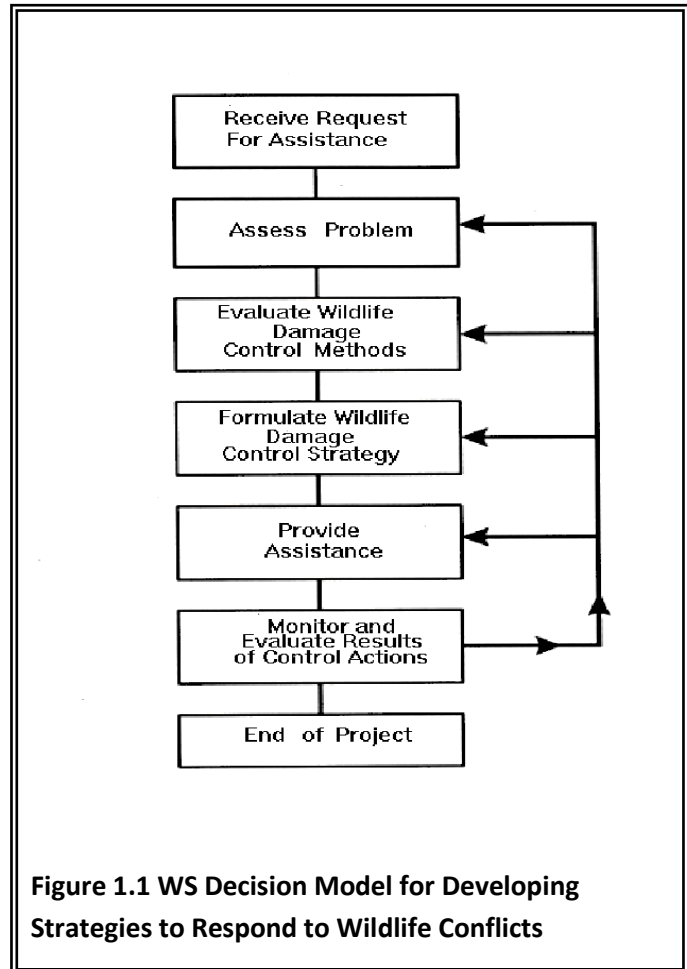 Receive Request
For Assistance
Assess Problem
Evaluate Wildlife
Damage
Control Methods
Formulate Wildlife
Damage
Control Strategy
Provide
Assistance
Monitor and
Evaluate Results
of Control Actions
End of Project
Figure 1.1 WS Decision Model for Developing
Strategies to Respond to Wildlife Conflicts